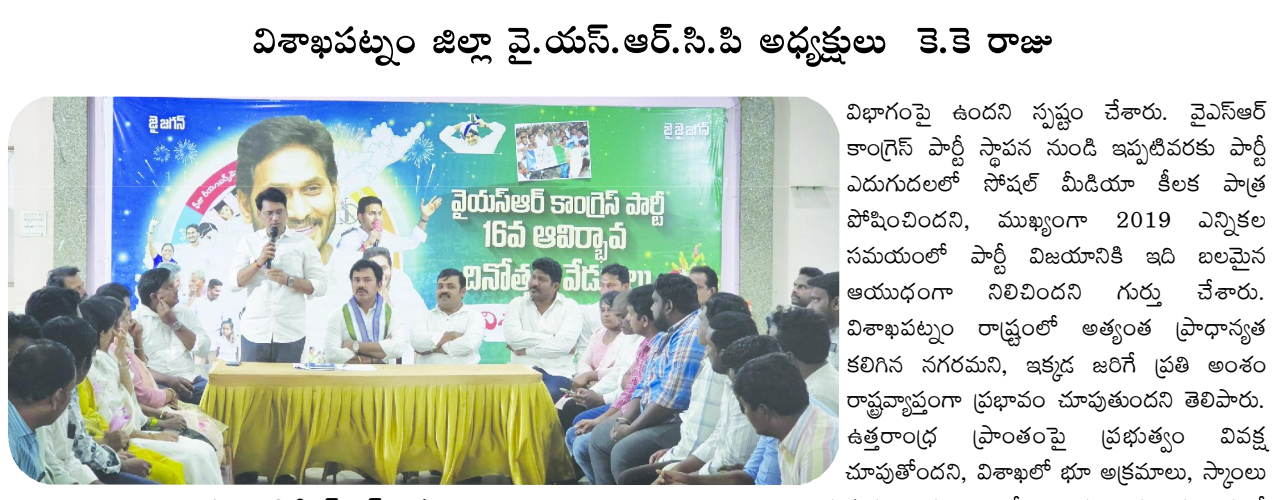 విశాఖపట్నం జిల్లా వై.యస్.ఆర్.సి.పి అధ్యక్షులు కె.కె రాజు
జై జగన్
జై జై జగన్
వైయస్ఆర్ కాంగ్రెస్ పార్టీ
16వ ఆవిర్భావ
విభాగంపై ఉందని స్పష్టం చేశారు. వైఎస్ఆర్
కాంగ్రెస్ పార్టీ స్థాపన నుండి ఇప్పటివరకు పార్టీ
ఎదుగుదలలో సోషల్ మీడియా కీలక పాత్ర
పోషించిందని, ముఖ్యంగా 2019 ఎన్నికల
సమయంలో పార్టీ విజయానికి ఇది బలమైన
ఆయుధంగా నిలిచిందని గుర్తు చేశారు.
విశాఖపట్నం రాష్ట్రంలో అత్యంత ప్రాధాన్యత
కలిగిన నగరమని, ఇక్కడ జరిగే ప్రతి అంశం
రాష్ట్రవ్యాప్తంగా ప్రభావం చూపుతుందని తెలిపారు.
ఉత్తరాంధ్ర ప్రాంతంపై ప్రభుత్వం వివక్ష
చూపుతోందని, విశాఖలో భూ అక్రమాలు, స్కాంలు